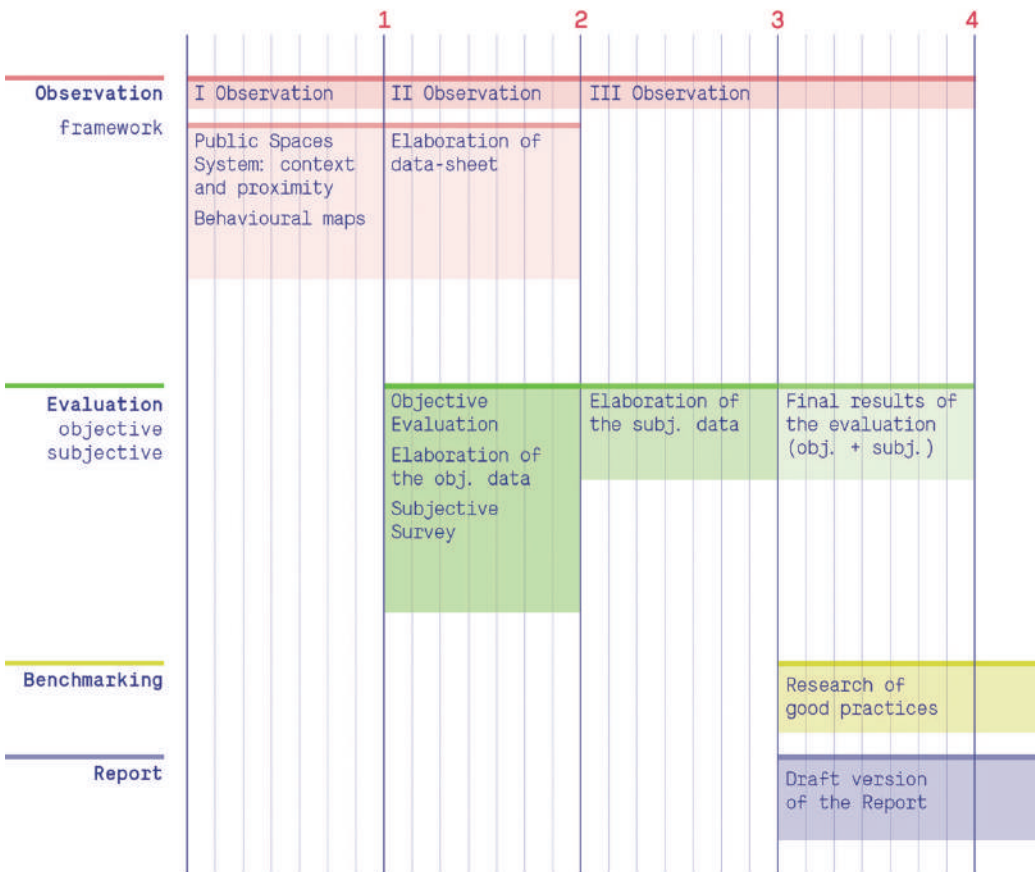 1 2 3 4
Observation
framework
I Observation
II Observation
III Observation
Public Spaces
System: context
and proximity
Behavioural maps
Elaboration of
data-sheet
Evaluation
objective
subjective
Objective
Evaluation
Elaboration of
the obj. data
Subjective
Survey
Elaboration of
the subj. data
Final results of
the evaluation
(obj. + subj.)
Benchmarking
Research of
good practices
Report
Draft version
of the Report